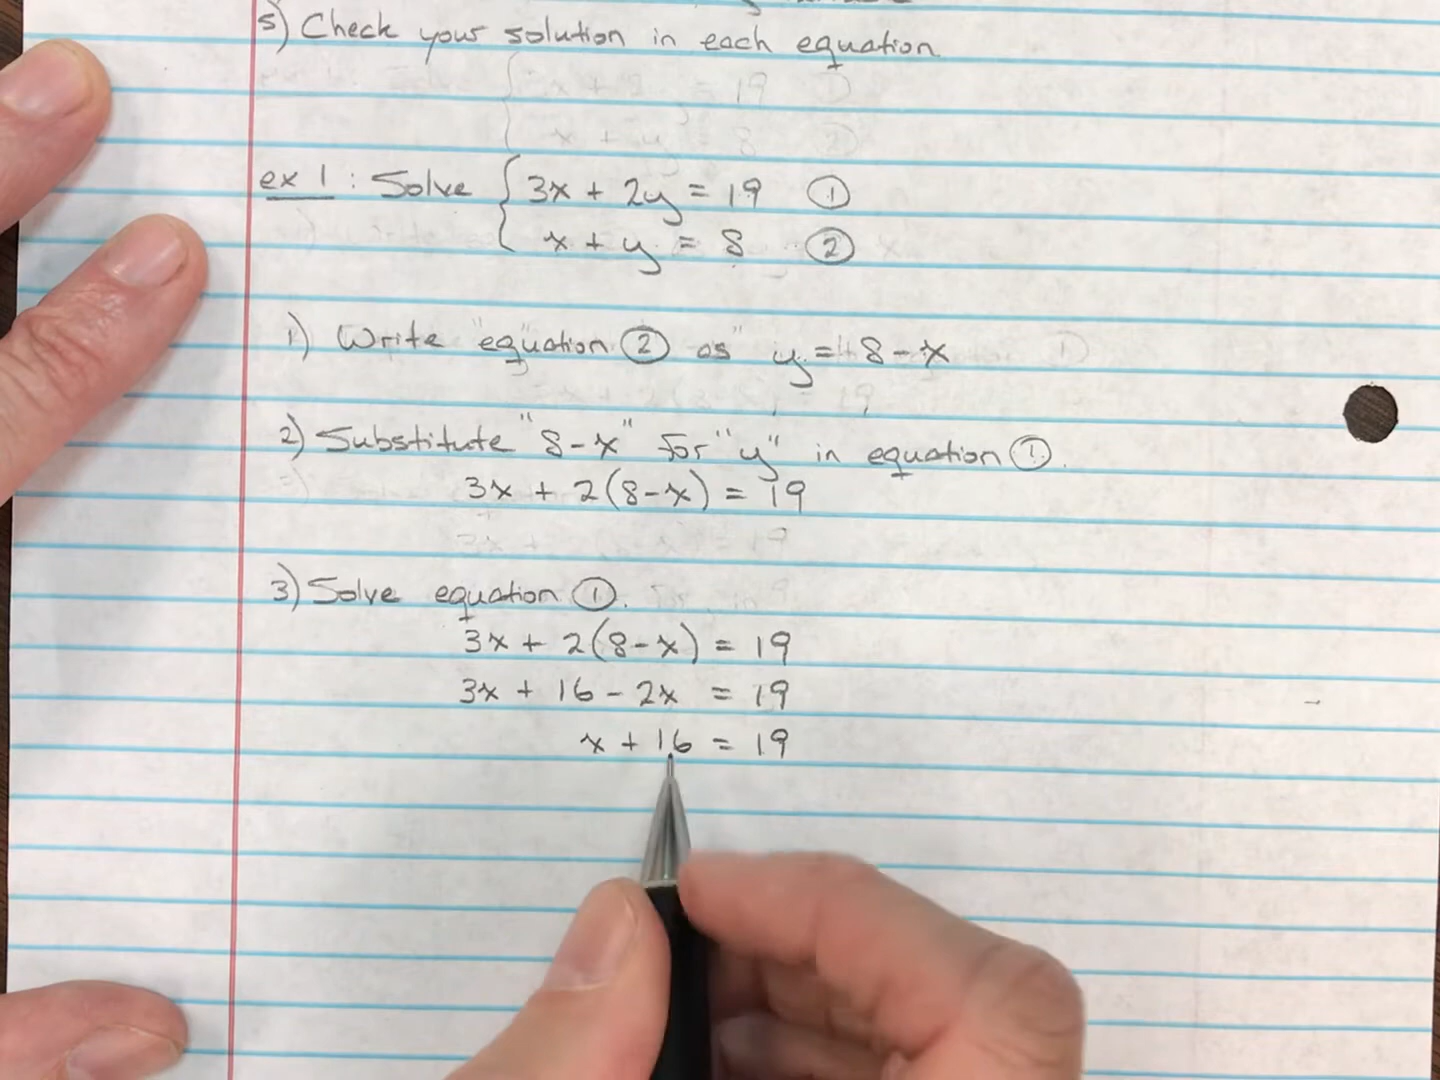 5) Check your solution in each equation.
ex 1: Solve { 3x + 2y = 19 ①
x + y = 8 ②
1) Write equation ② as y = 8 - x
2) Substitute "8-x" for "y" in equation ①.
3x + 2(8-x) = 19
3) Solve equation ①.
3x + 2(8-x) = 19
3x + 16 - 2x = 19
x + 16 = 19